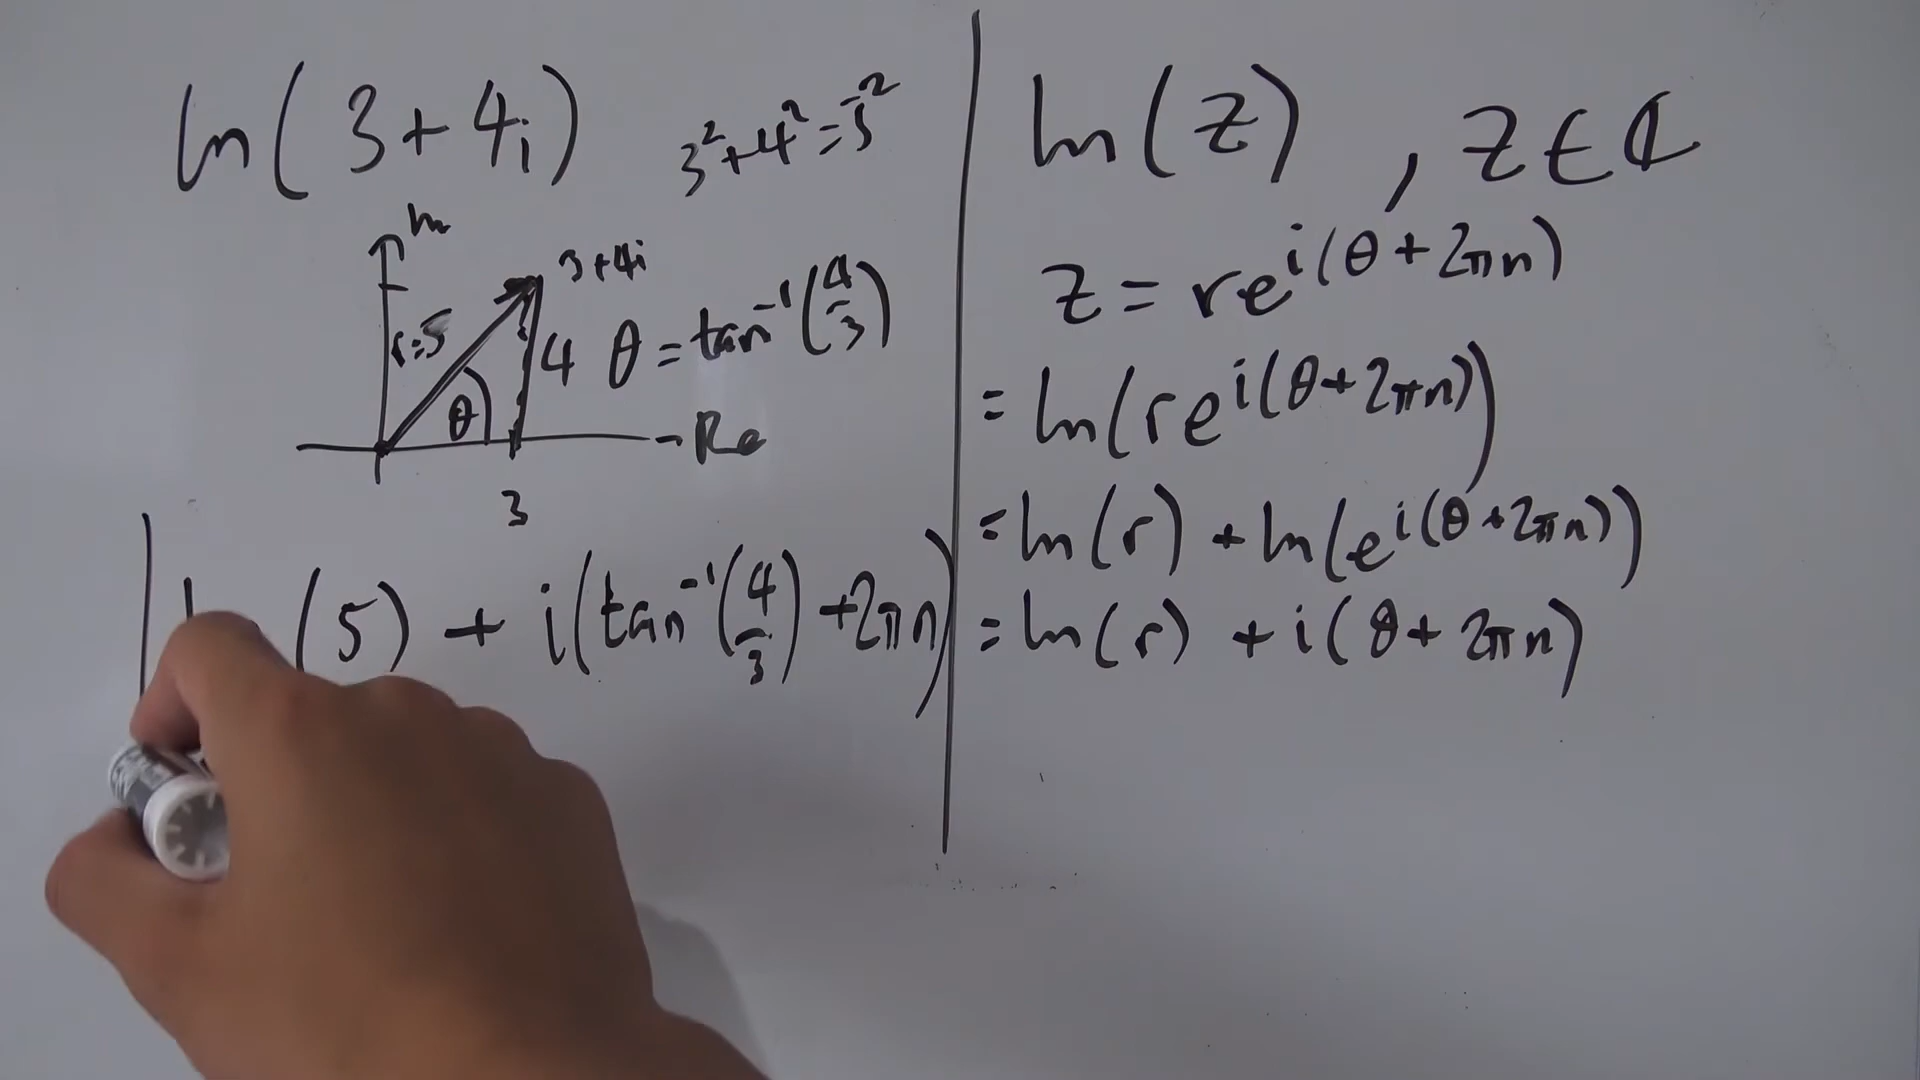 ln(3+4i)
3²+4²=5²
Im
3+4i
r=5
4
θ=tan⁻¹(4/3)
θ
Re
3
(5) + i(tan⁻¹(4/3)+2πn)
ln(z) , z∈ℂ
z=re^i(θ+2πn)
=ln(re^i(θ+2πn))
=ln(r)+ln(e^i(θ+2πn))
=ln(r)+i(θ+2πn)